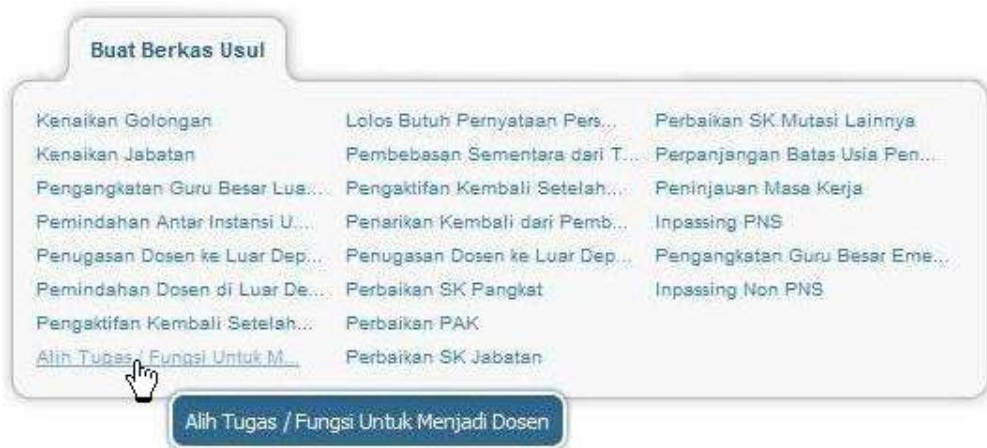 Buat Berkas Usul
Kenaikan Golongan
Kenaikan Jabatan
Pengangkatan Guru Besar Lua...
Pemindahan Antar Instansi U...
Penugasan Dosen ke Luar Dep...
Pemindahan Dosen di Luar De...
Pengaktifan Kembali Setelah...
Alih Tugas / Fungsi Untuk M...
Lolos Butuh Pernyataan Pers...
Pembebasan Sementara dari T...
Pengaktifan Kembali Setelah...
Penarikan Kembali dari Pemb...
Penugasan Dosen ke Luar Dep...
Perbaikan SK Pangkat
Perbaikan PAK
Perbaikan SK Jabatan
Perbaikan SK Mutasi Lainnya
Perpanjangan Batas Usia Pen...
Peninjauan Masa Kerja
Inpassing PNS
Pengangkatan Guru Besar Eme...
Inpassing Non PNS
Alih Tugas / Fungsi Untuk Menjadi Dosen